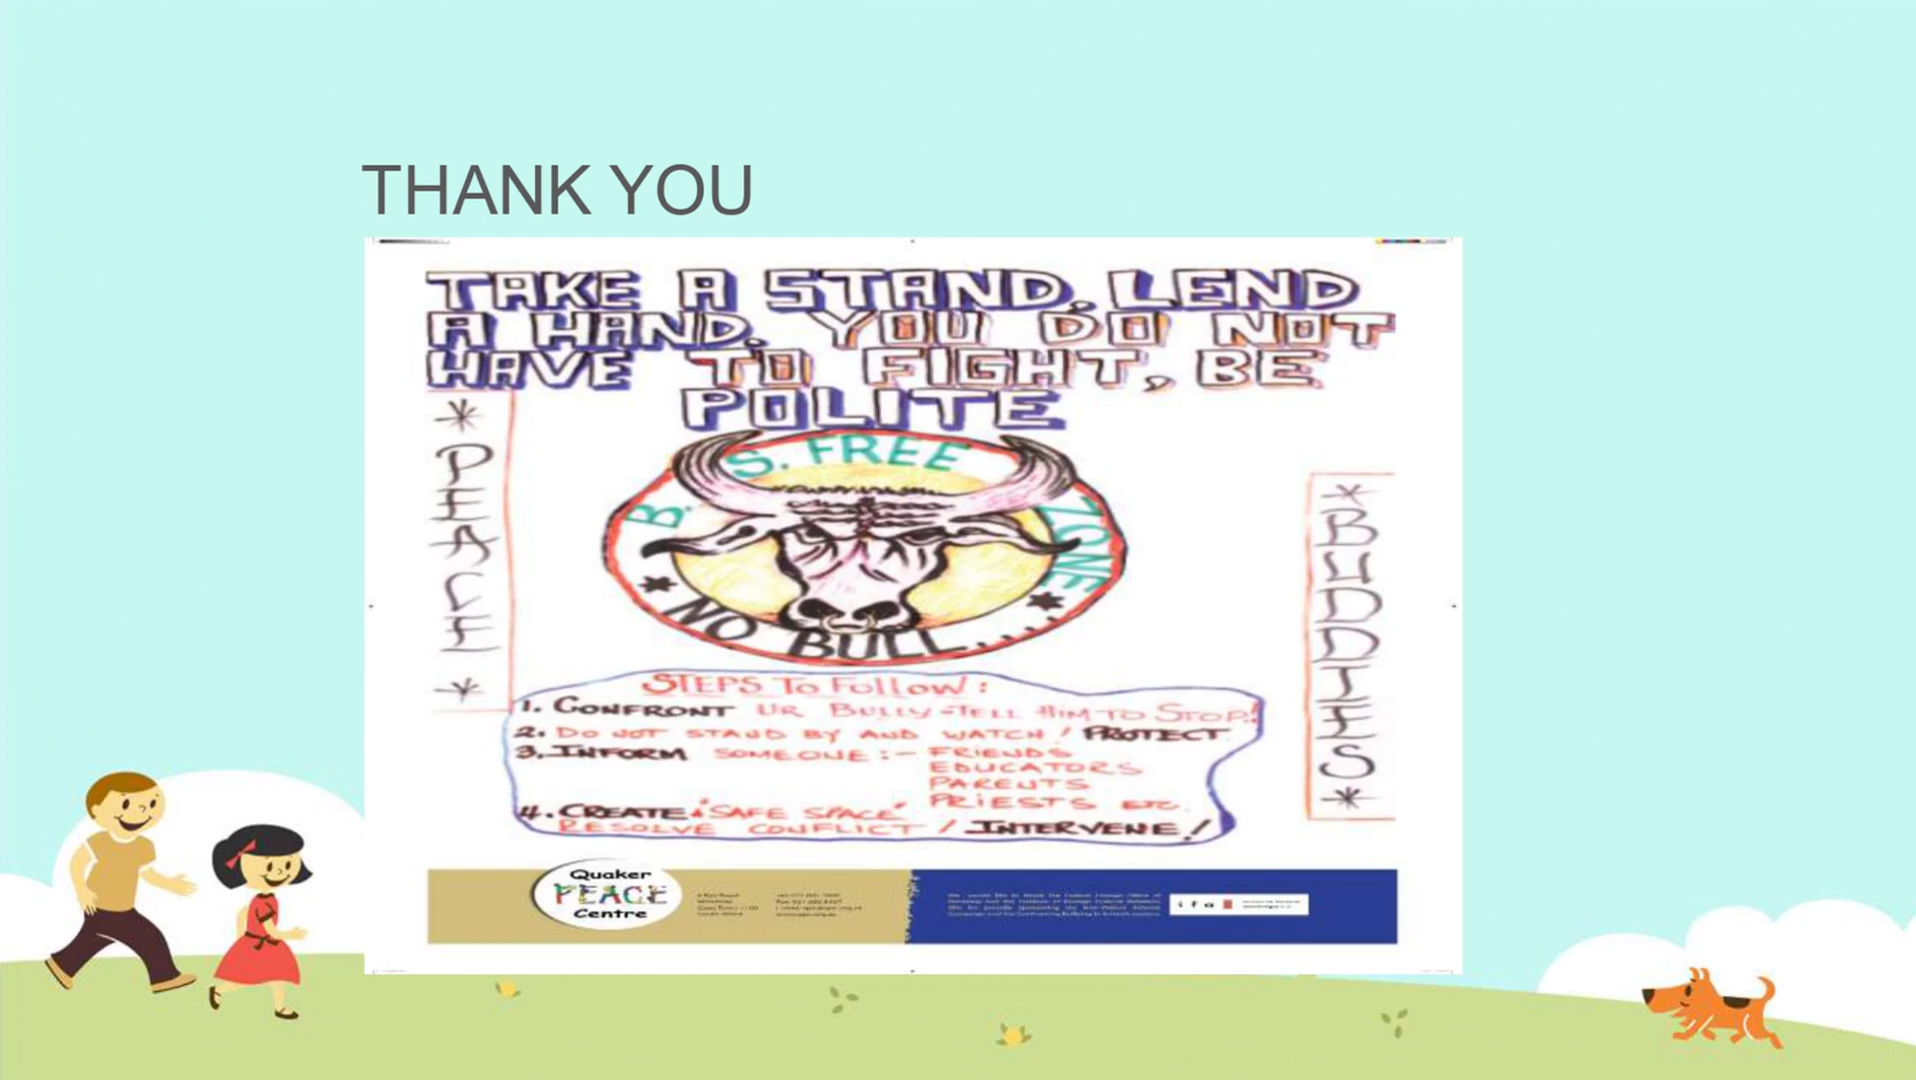 THANK YOU
TAKE A STAND, LEND
A HAND. YOU DO NOT
HAVE TO FIGHT, BE
POLITE
* PEACE *
B. S. FREE ZONE
* NO BULL..... *
* BUDDIES *
STEPS TO FOLLOW:
1. CONFRONT UR BULLY-TELL HIM TO STOP!
2. DO NOT STAND BY AND WATCH! PROTECT
3. INFORM SOMEONE:- FRIENDS
EDUCATORS
PARENTS
PRIESTS ETC.
4. CREATE 'SAFE SPACE'
RESOLVE CONFLICT / INTERVENE!
Quaker
PEACE
Centre
ifa